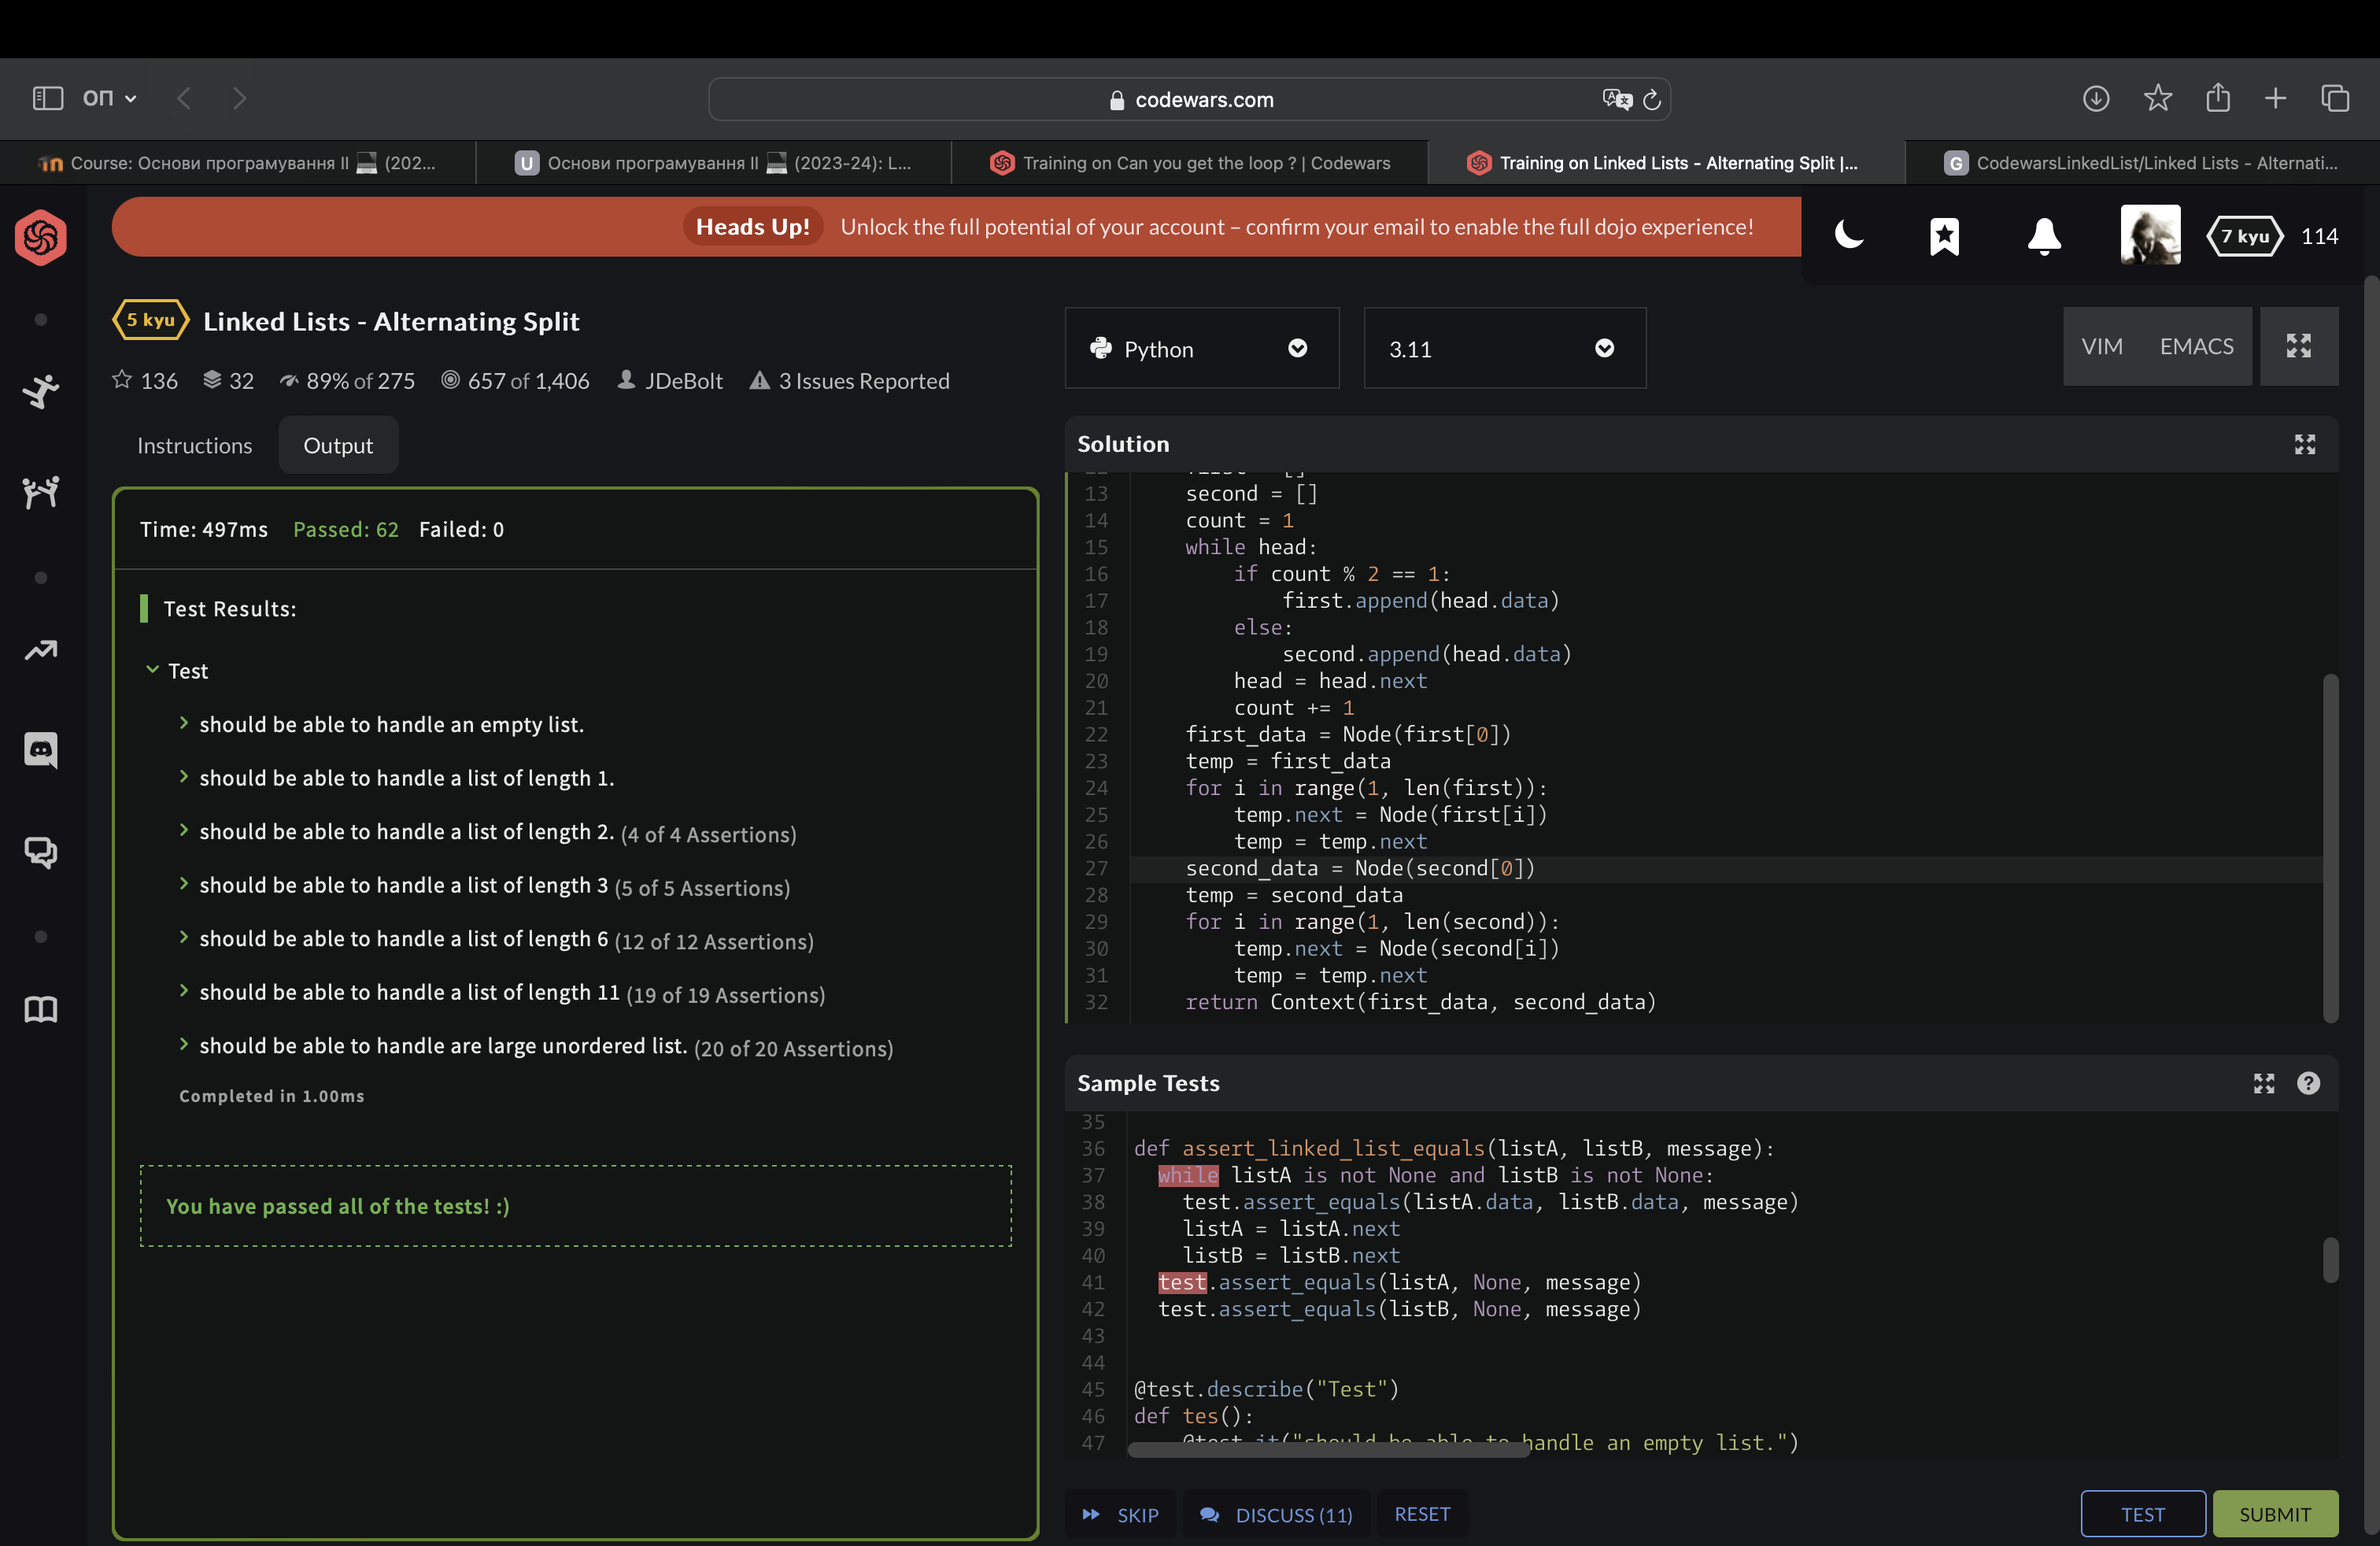 ОП
codewars.com
Course: Основи програмування II 💻 (202...
U Основи програмування II 💻 (2023-24): L...
Training on Can you get the loop ? | Codewars
Training on Linked Lists - Alternating Split |...
G CodewarsLinkedList/Linked Lists - Alternati...
Heads Up! Unlock the full potential of your account – confirm your email to enable the full dojo experience!
7 kyu 114
5 kyu Linked Lists - Alternating Split
136 32 89% of 275 657 of 1,406 JDeBolt 3 Issues Reported
Instructions Output
Time: 497ms Passed: 62 Failed: 0
Test Results:
Test
should be able to handle an empty list.
should be able to handle a list of length 1.
should be able to handle a list of length 2. (4 of 4 Assertions)
should be able to handle a list of length 3 (5 of 5 Assertions)
should be able to handle a list of length 6 (12 of 12 Assertions)
should be able to handle a list of length 11 (19 of 19 Assertions)
should be able to handle are large unordered list. (20 of 20 Assertions)
Completed in 1.00ms
You have passed all of the tests! :)
Python 3.11 VIM EMACS
Solution
13 second = []
14 count = 1
15 while head:
16 if count % 2 == 1:
17 first.append(head.data)
18 else:
19 second.append(head.data)
20 head = head.next
21 count += 1
22 first_data = Node(first[0])
23 temp = first_data
24 for i in range(1, len(first)):
25 temp.next = Node(first[i])
26 temp = temp.next
27 second_data = Node(second[0])
28 temp = second_data
29 for i in range(1, len(second)):
30 temp.next = Node(second[i])
31 temp = temp.next
32 return Context(first_data, second_data)
Sample Tests
35
36 def assert_linked_list_equals(listA, listB, message):
37 while listA is not None and listB is not None:
38 test.assert_equals(listA.data, listB.data, message)
39 listA = listA.next
40 listB = listB.next
41 test.assert_equals(listA, None, message)
42 test.assert_equals(listB, None, message)
43
44
45 @test.describe("Test")
46 def tes():
47 @test.it("should be able to handle an empty list.")
SKIP DISCUSS (11) RESET TEST SUBMIT